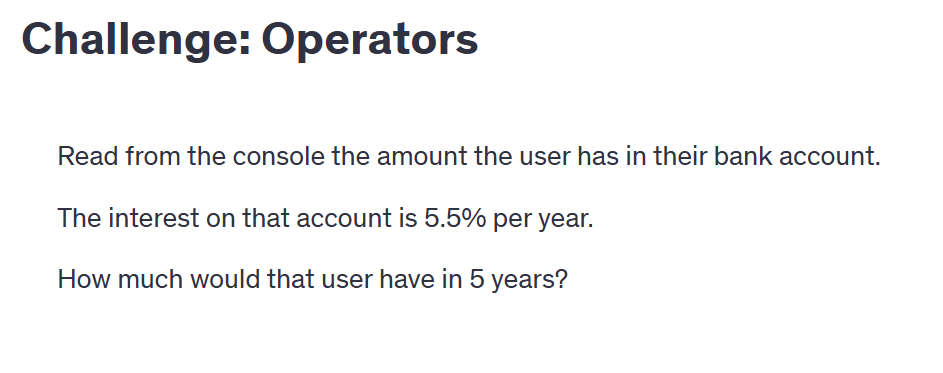 Challenge: Operators
Read from the console the amount the user has in their bank account.
The interest on that account is 5.5% per year.
How much would that user have in 5 years?